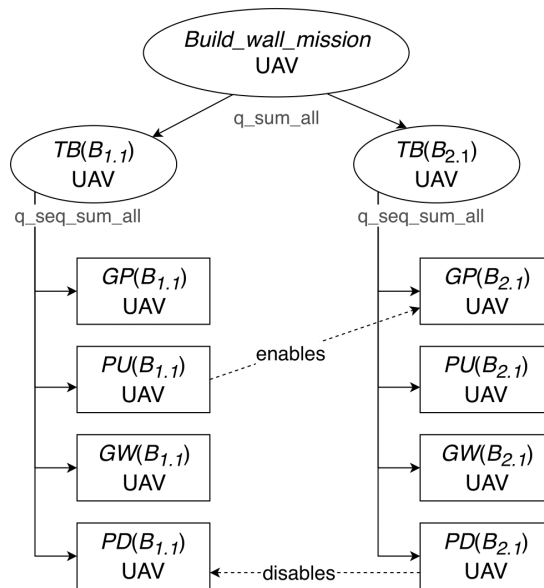 Build_wall_mission
UAV
q_sum_all
TB(B1.1)
UAV
TB(B2.1)
UAV
q_seq_sum_all
q_seq_sum_all
GP(B1.1)
UAV
GP(B2.1)
UAV
enables
PU(B1.1)
UAV
PU(B2.1)
UAV
GW(B1.1)
UAV
GW(B2.1)
UAV
PD(B1.1)
UAV
disables
PD(B2.1)
UAV